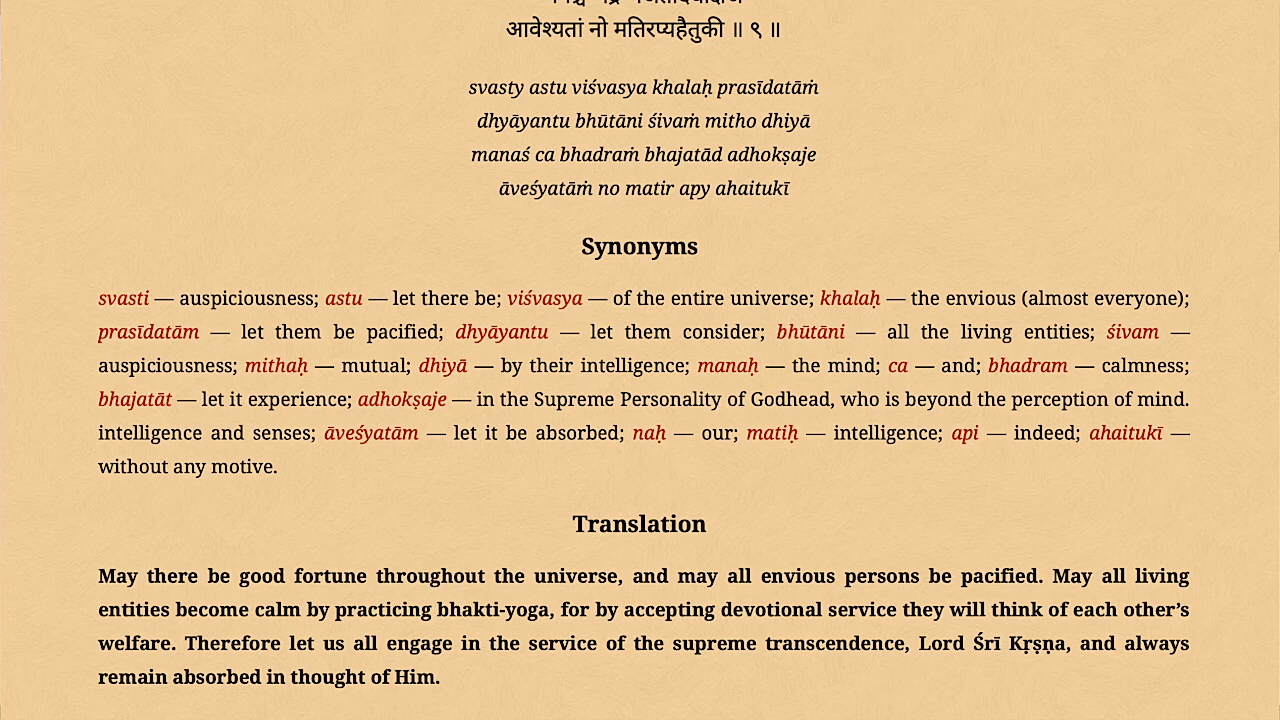 आवेश्यतां नो मतिरप्यहैतुकी ॥ ९ ॥
svasty astu viśvasya khalaḥ prasīdatāṁ
dhyāyantu bhūtāni śivaṁ mitho dhiyā
manaś ca bhadraṁ bhajatād adhokṣaje
āveśyatāṁ no matir apy ahaitukī
Synonyms
svasti — auspiciousness; astu — let there be; viśvasya — of the entire universe; khalaḥ — the envious (almost everyone);
prasīdatām — let them be pacified; dhyāyantu — let them consider; bhūtāni — all the living entities; śivam —
auspiciousness; mithaḥ — mutual; dhiyā — by their intelligence; manaḥ — the mind; ca — and; bhadram — calmness;
bhajatāt — let it experience; adhokṣaje — in the Supreme Personality of Godhead, who is beyond the perception of mind.
intelligence and senses; āveśyatām — let it be absorbed; naḥ — our; matiḥ — intelligence; api — indeed; ahaitukī —
without any motive.
Translation
May there be good fortune throughout the universe, and may all envious persons be pacified. May all living
entities become calm by practicing bhakti-yoga, for by accepting devotional service they will think of each other’s
welfare. Therefore let us all engage in the service of the supreme transcendence, Lord Śrī Kṛṣṇa, and always
remain absorbed in thought of Him.